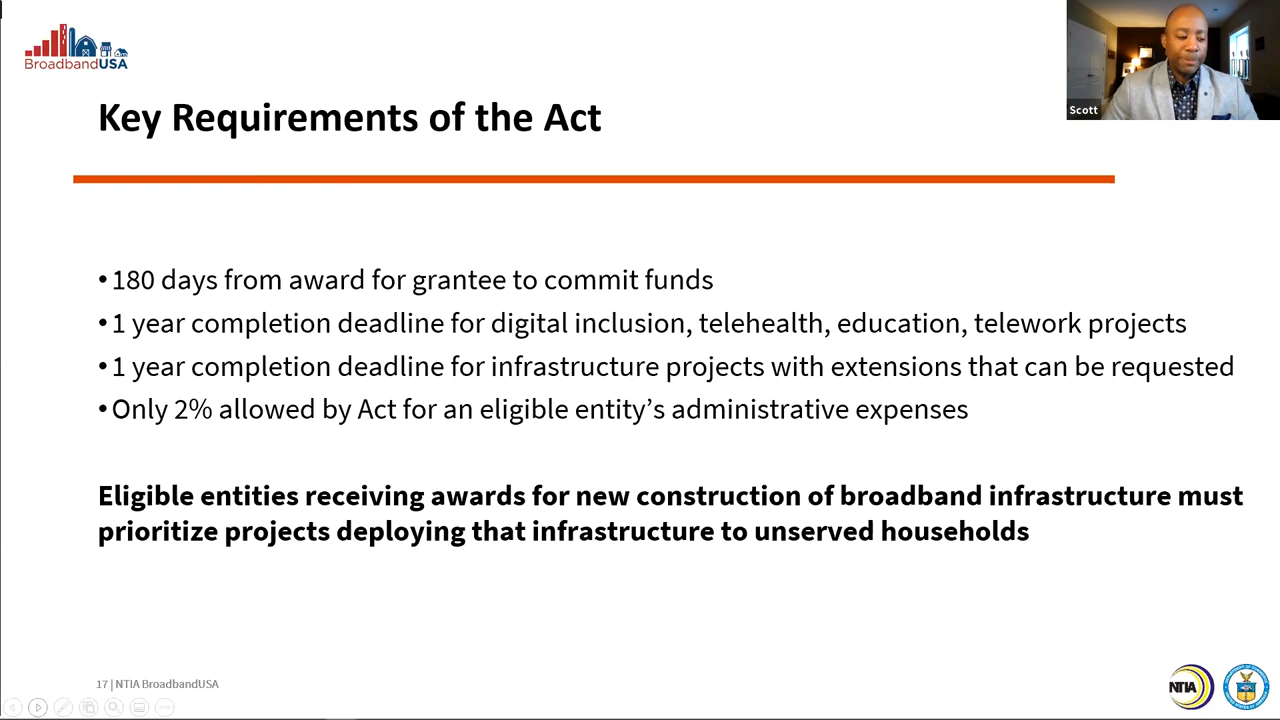 BroadbandUSA
Scott
Key Requirements of the Act
• 180 days from award for grantee to commit funds
• 1 year completion deadline for digital inclusion, telehealth, education, telework projects
• 1 year completion deadline for infrastructure projects with extensions that can be requested
• Only 2% allowed by Act for an eligible entity’s administrative expenses
Eligible entities receiving awards for new construction of broadband infrastructure must
prioritize projects deploying that infrastructure to unserved households
17 | NTIA BroadbandUSA
NTIA